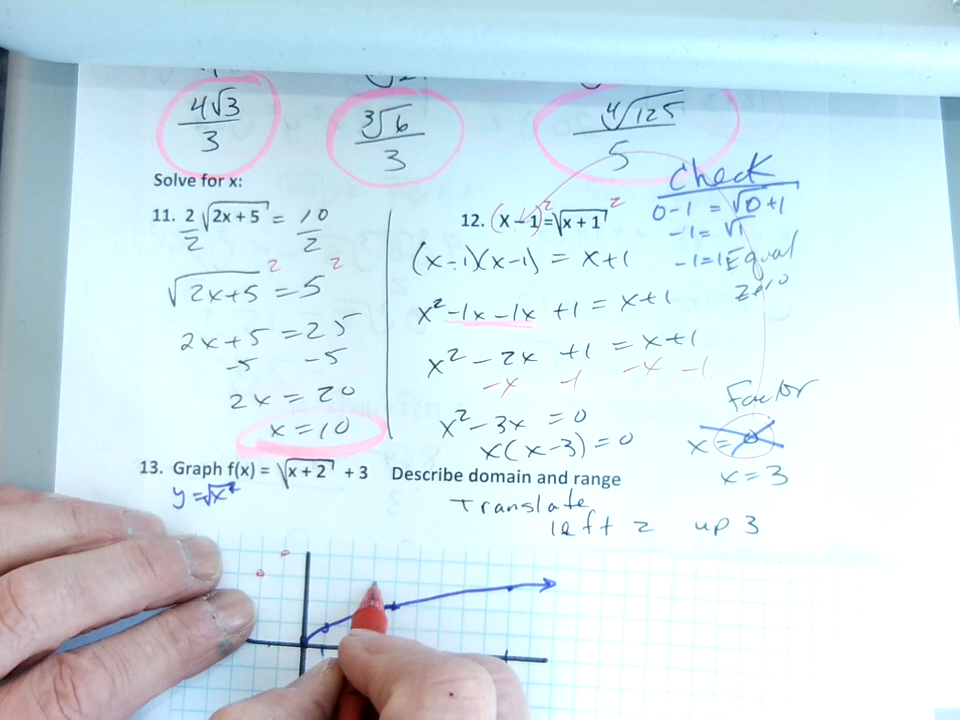 4√3 / 3
∛6 / 3
∜125 / 5
Solve for x:
11. 2√2x + 5 = 10
2 2
√2x+5 = 5
2 2
2x+5 = 25
-5 -5
2x = 20
x = 10
12. (x – 1)² = √x + 1 ²
(x-1)(x-1) = x+1
x² -1x -1x +1 = x+1
x² - 2x +1 = x+1
-x -1 -x -1
x² - 3x = 0
x(x-3) = 0
Check
0-1 = √0+1
-1 = √1
-1=1 Equal
zero
Factor
x = 0
x = 3
13. Graph f(x) = √x + 2 + 3 Describe domain and range
y = √x
Translate
left 2 up 3